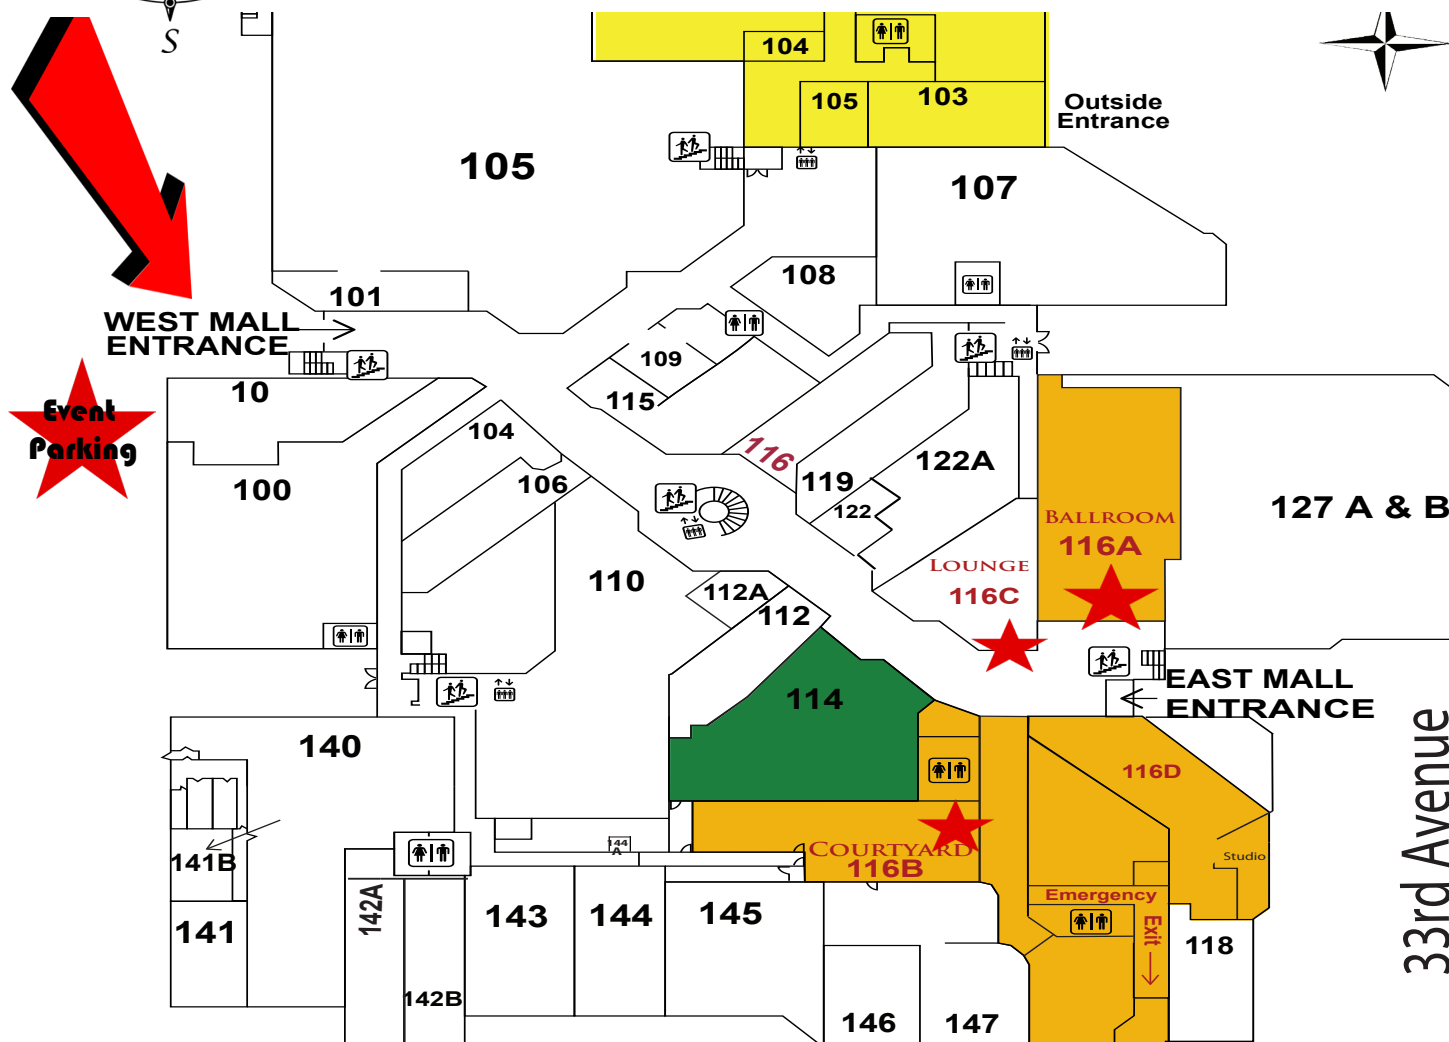 S
104
105
103
Outside
Entrance
105
107
108
101
WEST MALL
ENTRANCE
109
115
10
Event
Parking
104
116
119
122A
100
106
122
BALLROOM
116A
127 A & B
LOUNGE
116C
110
112A
112
114
EAST MALL
ENTRANCE
140
116D
33rd Avenue
144
A
COURTYARD
116B
Studio
141B
142A
Emergency
Exit
141
143
144
145
118
142B
146
147